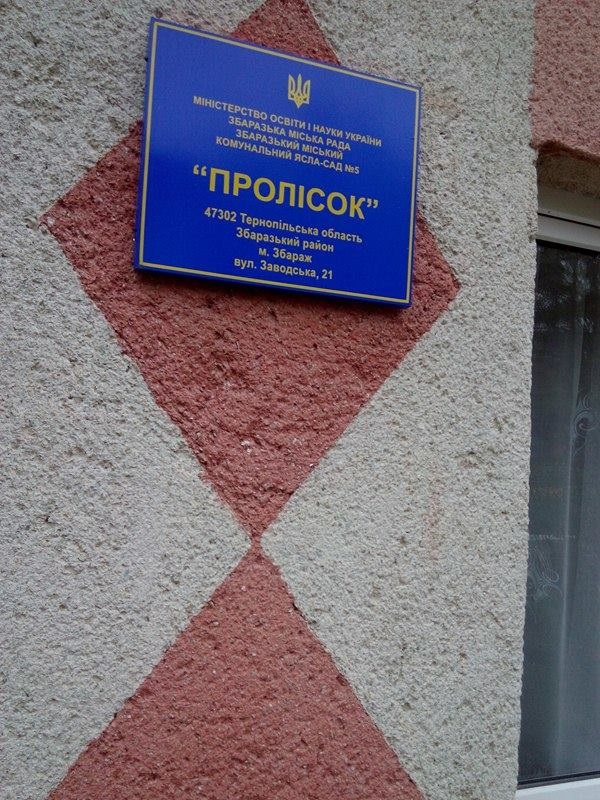 МІНІСТЕРСТВО ОСВІТИ І НАУКИ УКРАЇНИ
ЗБАРАЗЬКА МІСЬКА РАДА
ЗБАРАЗЬКИЙ МІСЬКИЙ
КОМУНАЛЬНИЙ ЯСЛА-САД №5
“ПРОЛІСОК”
47302 Тернопільська область
Збаразький район
м. Збараж
вул. Заводська, 21